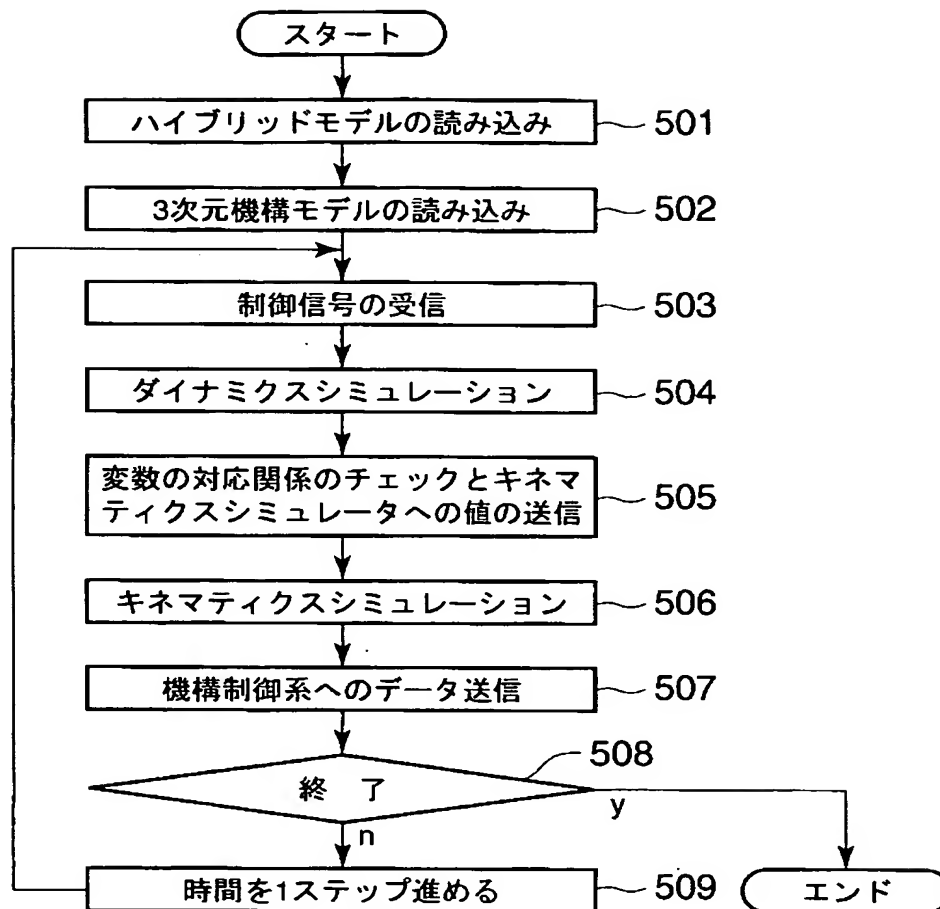 スタート
ハイブリッドモデルの読み込み
501
3次元機構モデルの読み込み
502
制御信号の受信
503
ダイナミクスシミュレーション
504
変数の対応関係のチェックとキネマ
ティクスシミュレータへの値の送信
505
キネマティクスシミュレーション
506
機構制御系へのデータ送信
507
508
終 了
y
n
時間を1ステップ進める
509
エンド